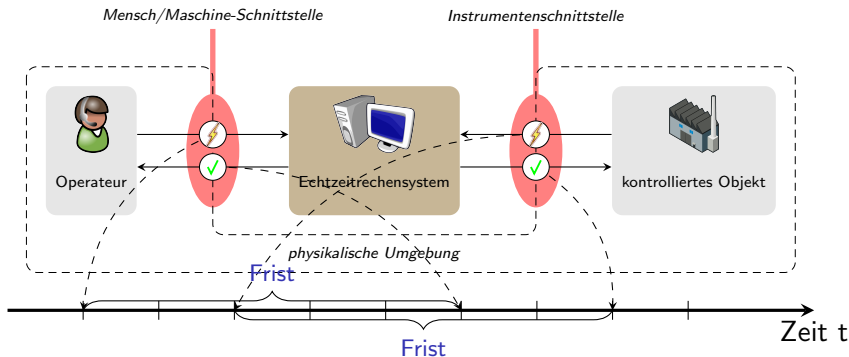 Mensch/Maschine-Schnittstelle
Instrumentenschnittstelle
Operateur
Echtzeitrechensystem
kontrolliertes Objekt
physikalische Umgebung
Frist
Zeit t
Frist